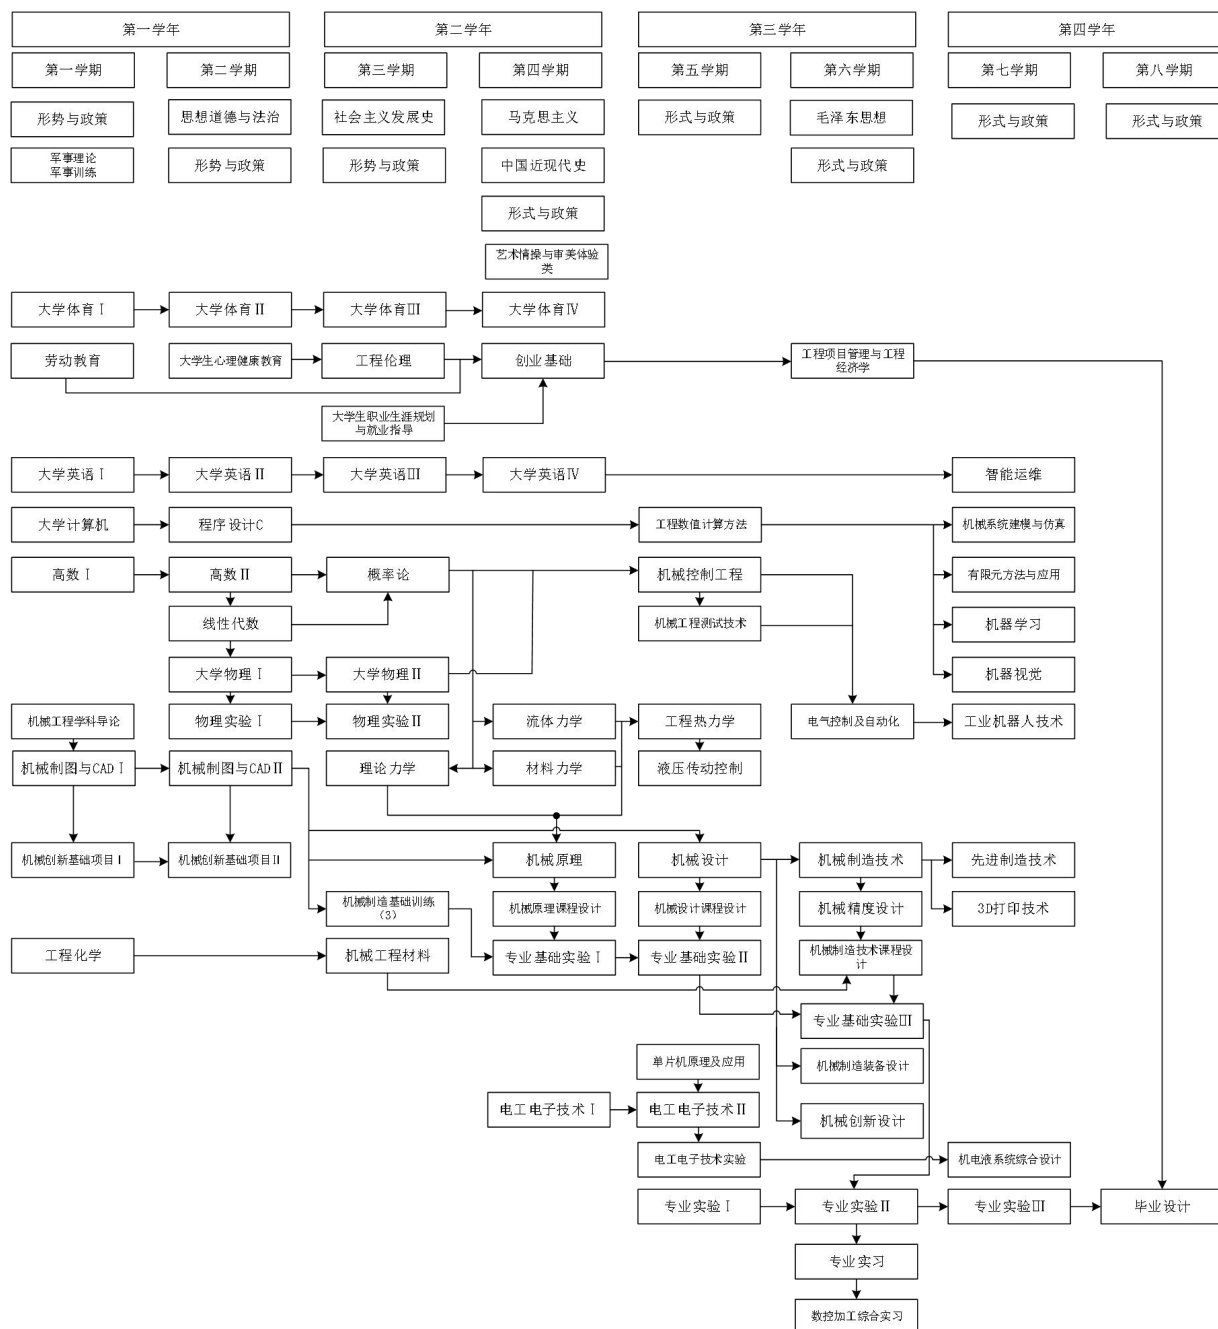 第一学年
第二学年
第三学年
第四学年
第一学期
第二学期
第三学期
第四学期
第五学期
第六学期
第七学期
第八学期
形势与政策
思想道德与法治
社会主义发展史
马克思主义
形式与政策
毛泽东思想
形式与政策
形式与政策
军事理论
军事训练
形势与政策
形势与政策
中国近现代史
形式与政策
形式与政策
艺术情操与审美体验
类
大学体育Ⅰ
大学体育Ⅱ
大学体育Ⅲ
大学体育Ⅳ
劳动教育
大学生心理健康教育
工程伦理
创业基础
工程项目管理与工程
经济学
大学生职业生涯规划
与就业指导
大学英语Ⅰ
大学英语Ⅱ
大学英语Ⅲ
大学英语Ⅳ
智能运维
大学计算机
程序设计C
工程数值计算方法
机械系统建模与仿真
高数Ⅰ
高数Ⅱ
概率论
机械控制工程
有限元方法与应用
线性代数
机械工程测试技术
机器学习
大学物理Ⅰ
大学物理Ⅱ
机器视觉
机械工程学科导论
物理实验Ⅰ
物理实验Ⅱ
流体力学
工程热力学
电气控制及自动化
工业机器人技术
机械制图与CADⅠ
机械制图与CADⅡ
理论力学
材料力学
液压传动控制
机械创新基础项目Ⅰ
机械创新基础项目Ⅱ
机械原理
机械设计
机械制造技术
先进制造技术
机械制造基础训练
（3）
机械原理课程设计
机械设计课程设计
机械精度设计
3D打印技术
工程化学
机械工程材料
专业基础实验Ⅰ
专业基础实验Ⅱ
机械制造技术课程设
计
专业基础实验Ⅲ
单片机原理及应用
机械制造装备设计
电工电子技术Ⅰ
电工电子技术Ⅱ
机械创新设计
电工电子技术实验
机电液系统综合设计
专业实验Ⅰ
专业实验Ⅱ
专业实验Ⅲ
毕业设计
专业实习
数控加工综合实习